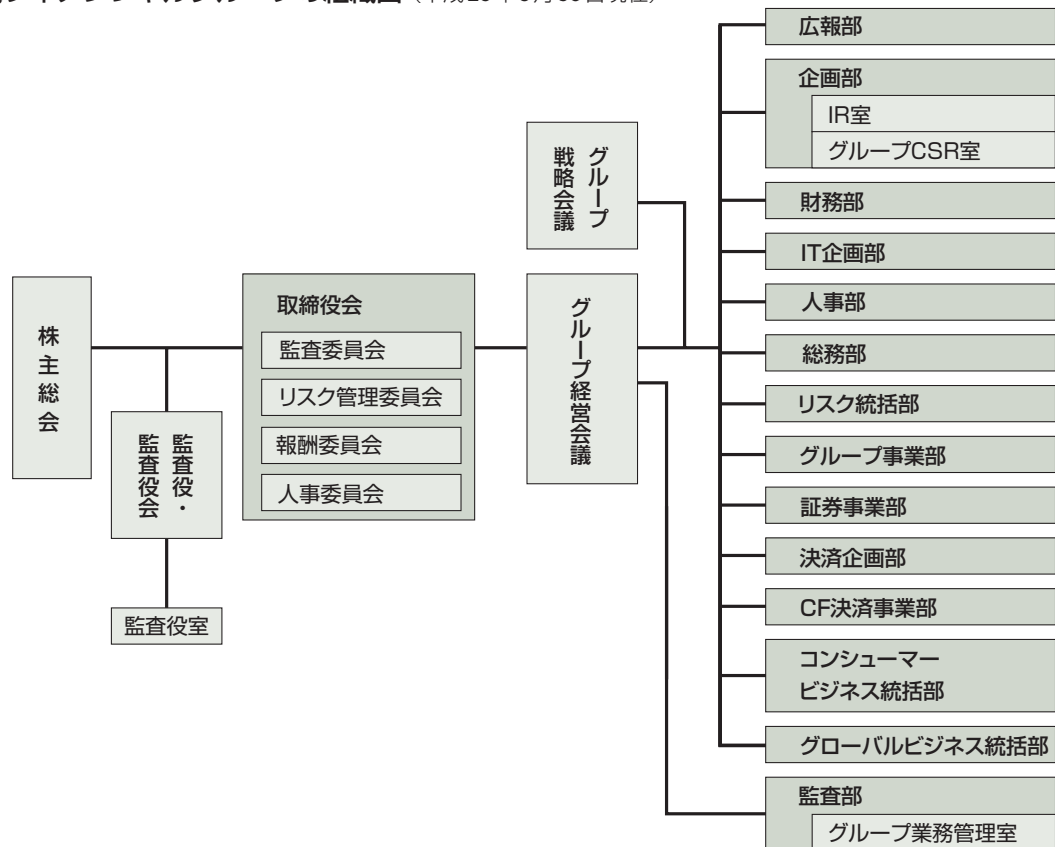 株主総会
監査役・
監査役会
監査役室
取締役会
監査委員会
リスク管理委員会
報酬委員会
人事委員会
グループ
戦略会議
グループ経営会議
広報部
企画部
IR室
グループCSR室
財務部
IT企画部
人事部
総務部
リスク統括部
グループ事業部
証券事業部
決済企画部
CF決済事業部
コンシューマー
ビジネス統括部
グローバルビジネス統括部
監査部
グループ業務管理室